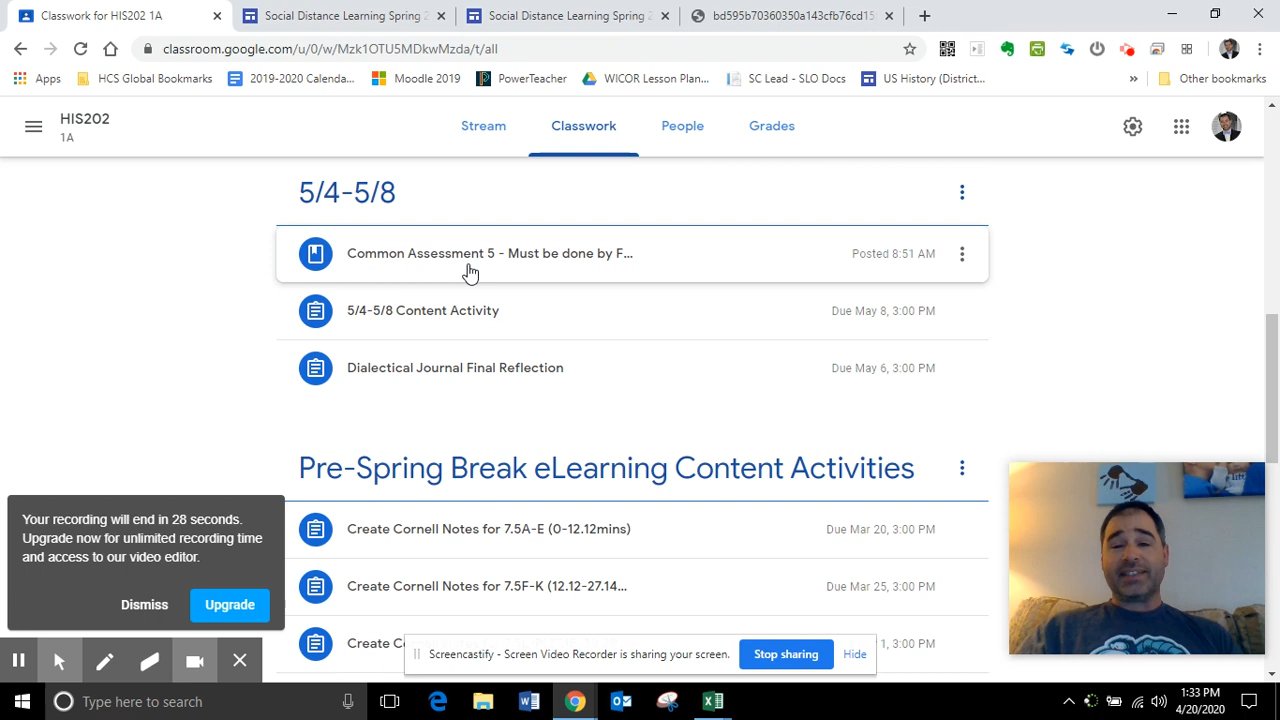 Classwork for HIS202 1A
Social Distance Learning Spring 2
Social Distance Learning Spring 2
bd595b70360350a143cfb76cd15
classroom.google.com/u/0/w/Mzk1OTU5MDkwMzda/t/all
Apps
HCS Global Bookmarks
2019-2020 Calenda...
Moodle 2019
PowerTeacher
WICOR Lesson Plan...
SC Lead - SLO Docs
US History (District...
»
Other bookmarks
HIS202
1A
Stream
Classwork
People
Grades
5/4-5/8
Common Assessment 5 - Must be done by F...
Posted 8:51 AM
5/4-5/8 Content Activity
Due May 8, 3:00 PM
Dialectical Journal Final Reflection
Due May 6, 3:00 PM
Pre-Spring Break eLearning Content Activities
Create Cornell Notes for 7.5A-E (0-12.12mins)
Due Mar 20, 3:00 PM
Create Cornell Notes for 7.5F-K (12.12-27.14...
Due Mar 25, 3:00 PM
Create C
1, 3:00 PM
Your recording will end in 28 seconds.
Upgrade now for unlimited recording time
and access to our video editor.
Dismiss
Upgrade
Screencastify - Screen Video Recorder is sharing your screen.
Stop sharing
Hide
Type here to search
1:33 PM
4/20/2020